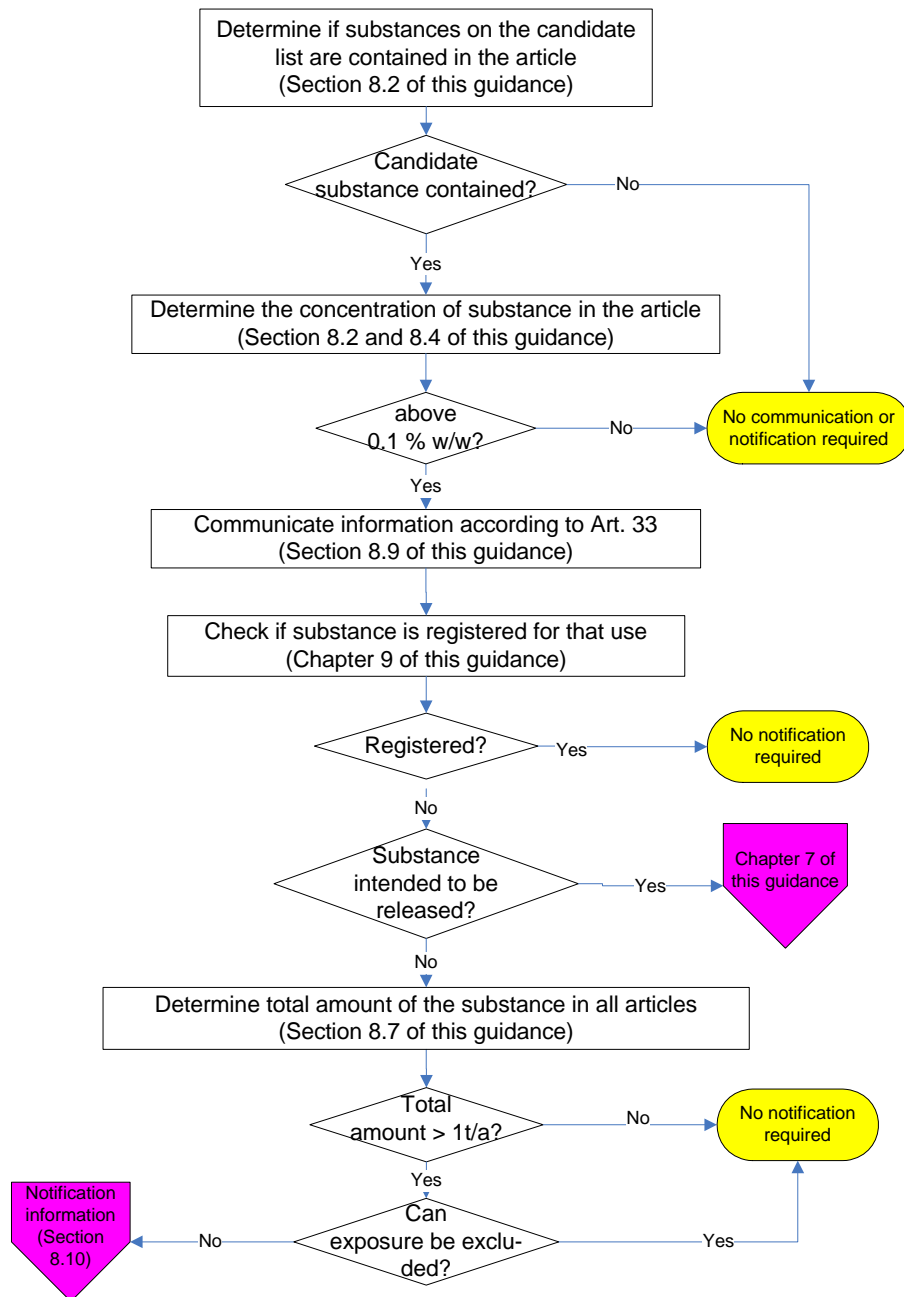 Determine if substances on the candidate
list are contained in the article
(Section 8.2 of this guidance)
Candidate
substance contained?
No
Yes
Determine the concentration of substance in the article
(Section 8.2 and 8.4 of this guidance)
above
0.1 % w/w?
No
No communication or
notification required
Yes
Communicate information according to Art. 33
(Section 8.9 of this guidance)
Check if substance is registered for that use
(Chapter 9 of this guidance)
Registered?
Yes
No notification
required
No
Substance
intended to be
released?
Yes
Chapter 7 of
this guidance
No
Determine total amount of the substance in all articles
(Section 8.7 of this guidance)
Total
amount > 1t/a?
No
No notification
required
Yes
Can
exposure be exclu-
ded?
Yes
No
Notification
information
(Section
8.10)